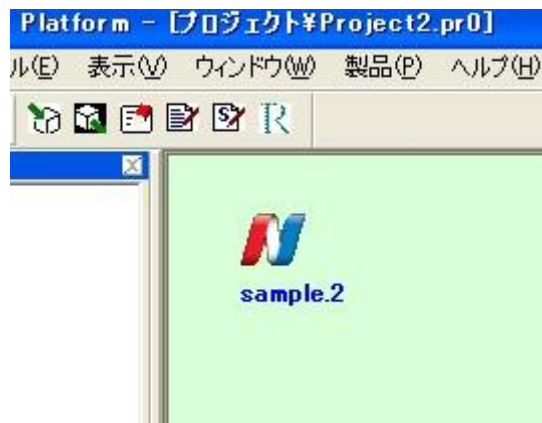 Platform - [プロジェクト¥Project2.pr0]
ル(E) 表示(V) ウィンドウ(W) 製品(P) ヘルプ(H)
sample.2